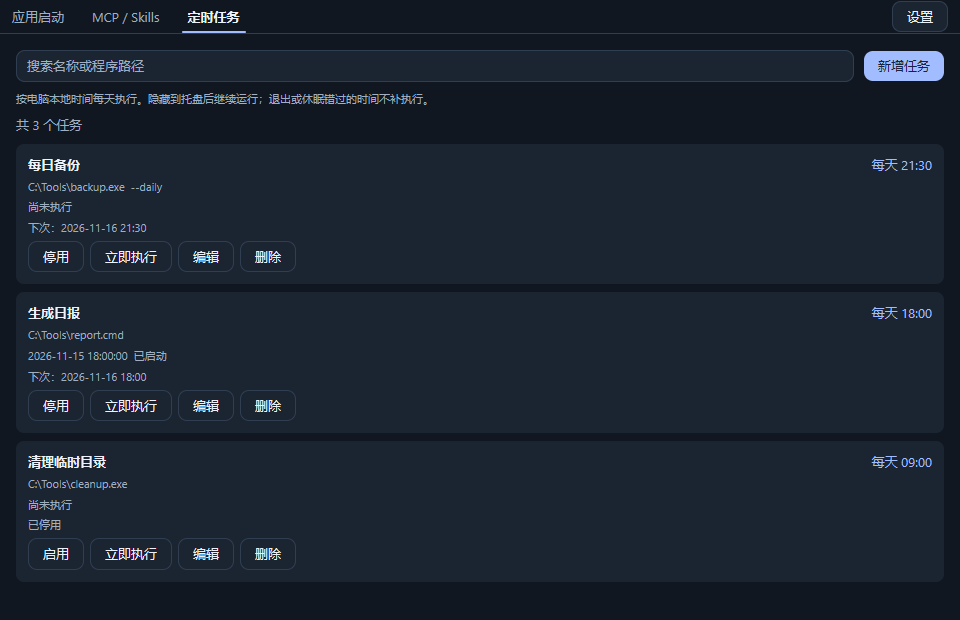 应用启动 MCP / Skills 定时任务 设置
搜索名称或程序路径 新增任务
按电脑本地时间每天执行。隐藏到托盘后继续运行；退出或休眠错过的时间不补执行。
共 3 个任务
每日备份 每天 21:30
C:\Tools\backup.exe --daily
尚未执行
下次：2026-11-16 21:30
停用 立即执行 编辑 删除
生成日报 每天 18:00
C:\Tools\report.cmd
2026-11-15 18:00:00 已启动
下次：2026-11-16 18:00
停用 立即执行 编辑 删除
清理临时目录 每天 09:00
C:\Tools\cleanup.exe
尚未执行
已停用
启用 立即执行 编辑 删除